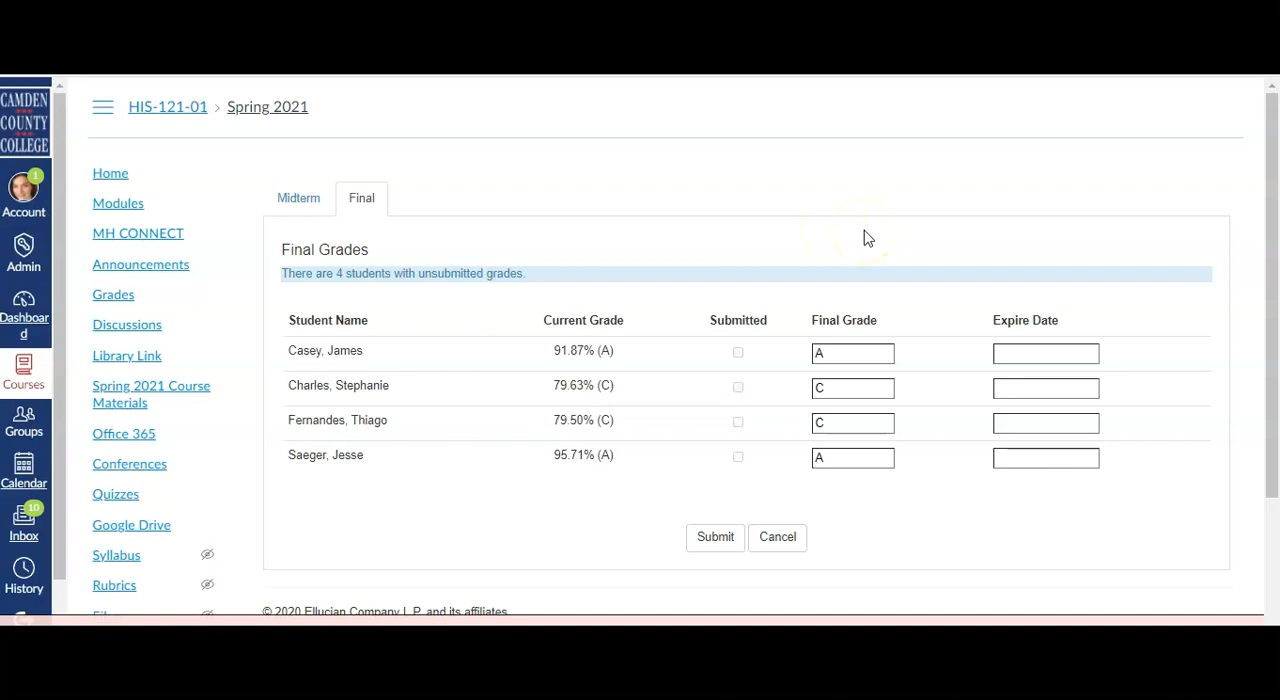 CAMDEN
COUNTY
COLLEGE
1
Account
Admin
Dashboar
d
Courses
Groups
Calendar
10
Inbox
History
HIS-121-01 > Spring 2021
Home
Modules
MH CONNECT
Announcements
Grades
Discussions
Library Link
Spring 2021 Course
Materials
Office 365
Conferences
Quizzes
Google Drive
Syllabus
Rubrics
Midterm Final
Final Grades
There are 4 students with unsubmitted grades.
Student Name Current Grade Submitted Final Grade Expire Date
Casey, James 91.87% (A) A
Charles, Stephanie 79.63% (C) C
Fernandes, Thiago 79.50% (C) C
Saeger, Jesse 95.71% (A) A
Submit Cancel
© 2020 Ellucian Company L.P. and its affiliates.